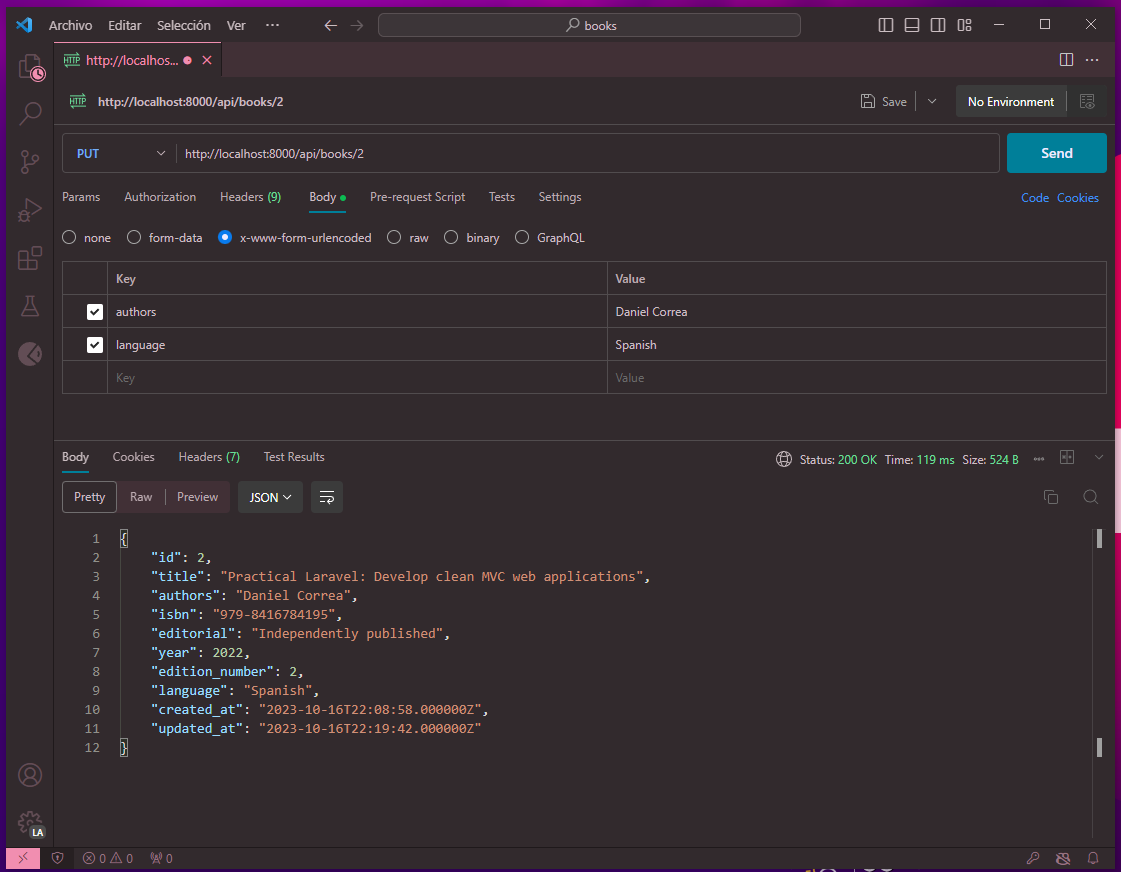 Archivo Editar Selección Ver ··· books
HTTP http://localhos...
HTTP http://localhost:8000/api/books/2 Save No Environment
PUT http://localhost:8000/api/books/2 Send
Params Authorization Headers (9) Body Pre-request Script Tests Settings Code Cookies
none form-data x-www-form-urlencoded raw binary GraphQL
Key Value
authors Daniel Correa
language Spanish
Key Value
Body Cookies Headers (7) Test Results Status: 200 OK Time: 119 ms Size: 524 B
Pretty Raw Preview JSON
1 {
2 "id": 2,
3 "title": "Practical Laravel: Develop clean MVC web applications",
4 "authors": "Daniel Correa",
5 "isbn": "979-8416784195",
6 "editorial": "Independently published",
7 "year": 2022,
8 "edition_number": 2,
9 "language": "Spanish",
10 "created_at": "2023-10-16T22:08:58.000000Z",
11 "updated_at": "2023-10-16T22:19:42.000000Z"
12 }
LA
0 0 0